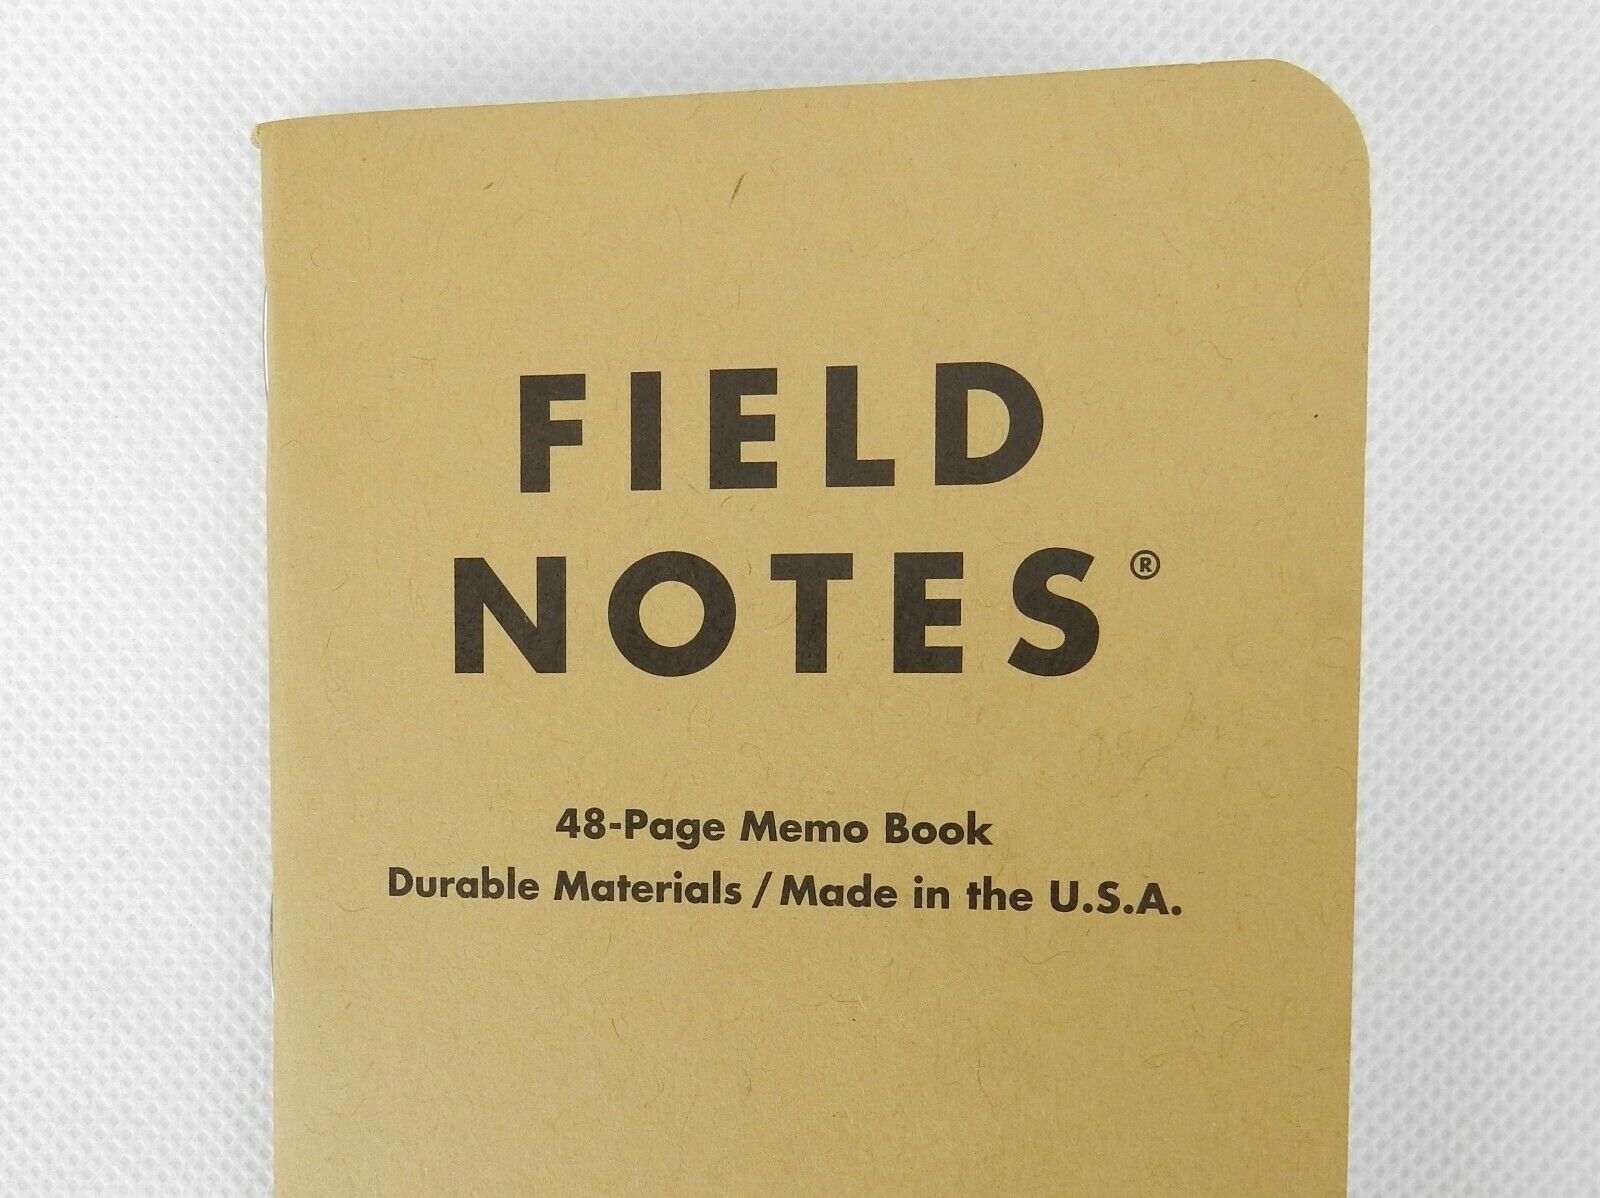 FIELD
NOTES®
48-Page Memo Book
Durable Materials / Made in the U.S.A.